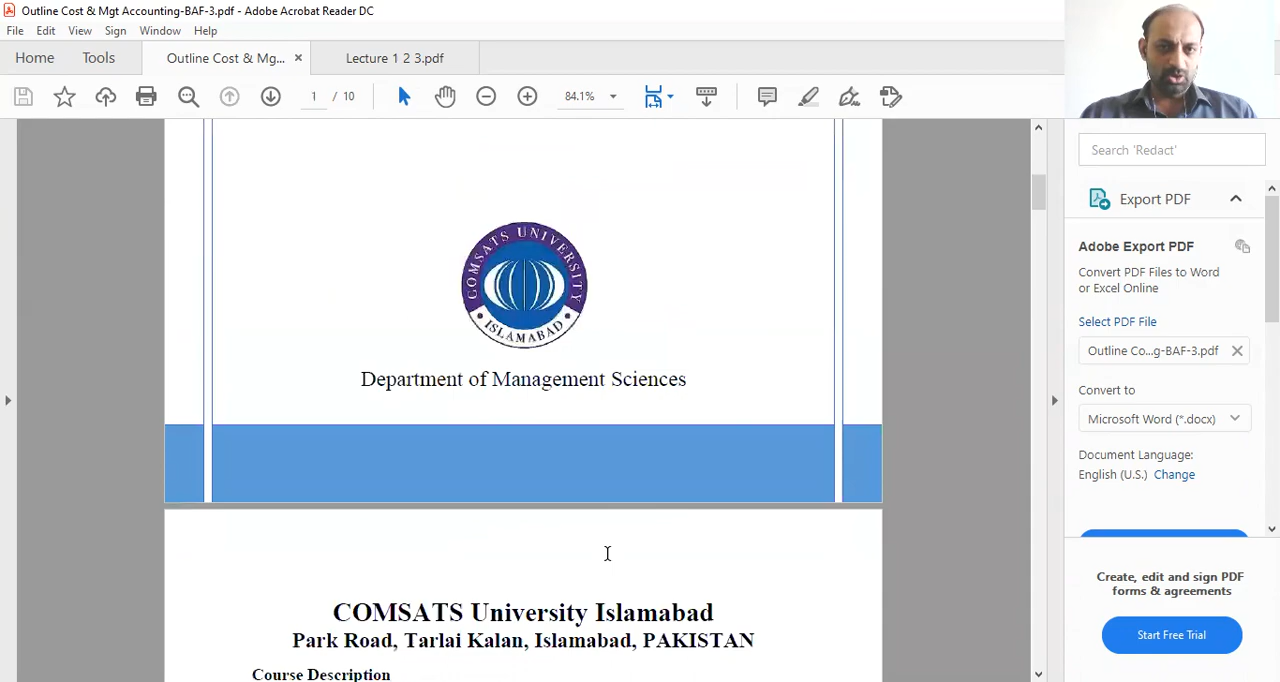 Outline Cost & Mgt Accounting-BAF-3.pdf - Adobe Acrobat Reader DC
File Edit View Sign Window Help
Home Tools Outline Cost & Mg... × Lecture 1 2 3.pdf
1 / 10 84.1%
Search 'Redact'
Export PDF
Adobe Export PDF
Convert PDF Files to Word
or Excel Online
Select PDF File
Outline Co...g-BAF-3.pdf
Convert to
Microsoft Word (*.docx)
Document Language:
English (U.S.) Change
Create, edit and sign PDF
forms & agreements
Start Free Trial
COMSATS UNIVERSITY
ISLAMABAD
Department of Management Sciences
COMSATS University Islamabad
Park Road, Tarlai Kalan, Islamabad, PAKISTAN
Course Description